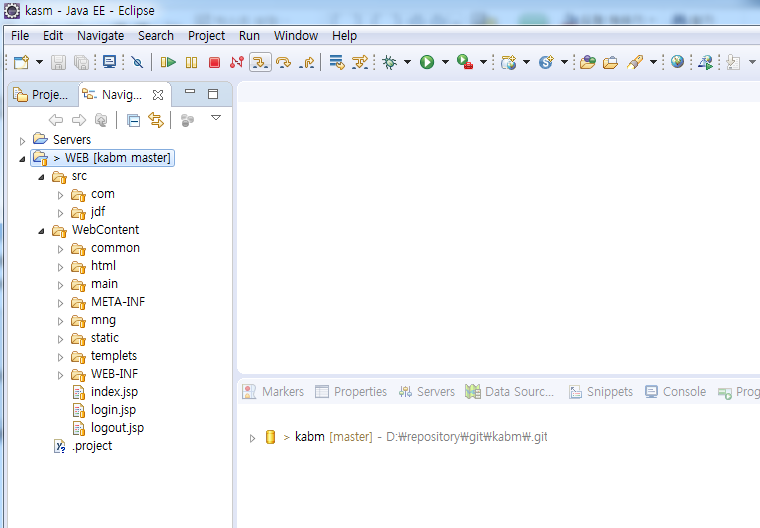 kasm - Java EE - Eclipse
File Edit Navigate Search Project Run Window Help
Proje... Navig...
Servers
> WEB [kabm master]
src
com
jdf
WebContent
common
html
main
META-INF
mng
static
templets
WEB-INF
index.jsp
login.jsp
logout.jsp
.project
Markers Properties Servers Data Sourc... Snippets Console Prog
> kabm [master] - D:₩repository₩git₩kabm₩.git